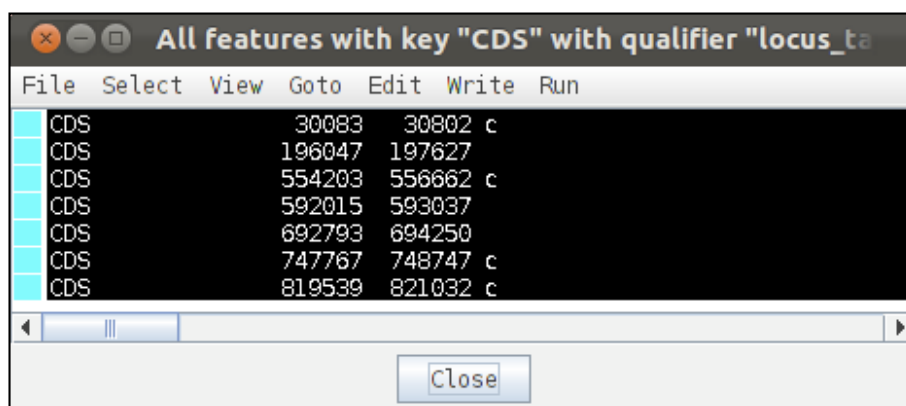 All features with key "CDS" with qualifier "locus_ta
File Select View Goto Edit Write Run
CDS 30083 30802 c
CDS 196047 197627
CDS 554203 556662 c
CDS 592015 593037
CDS 692793 694250
CDS 747767 748747 c
CDS 819539 821032 c
Close